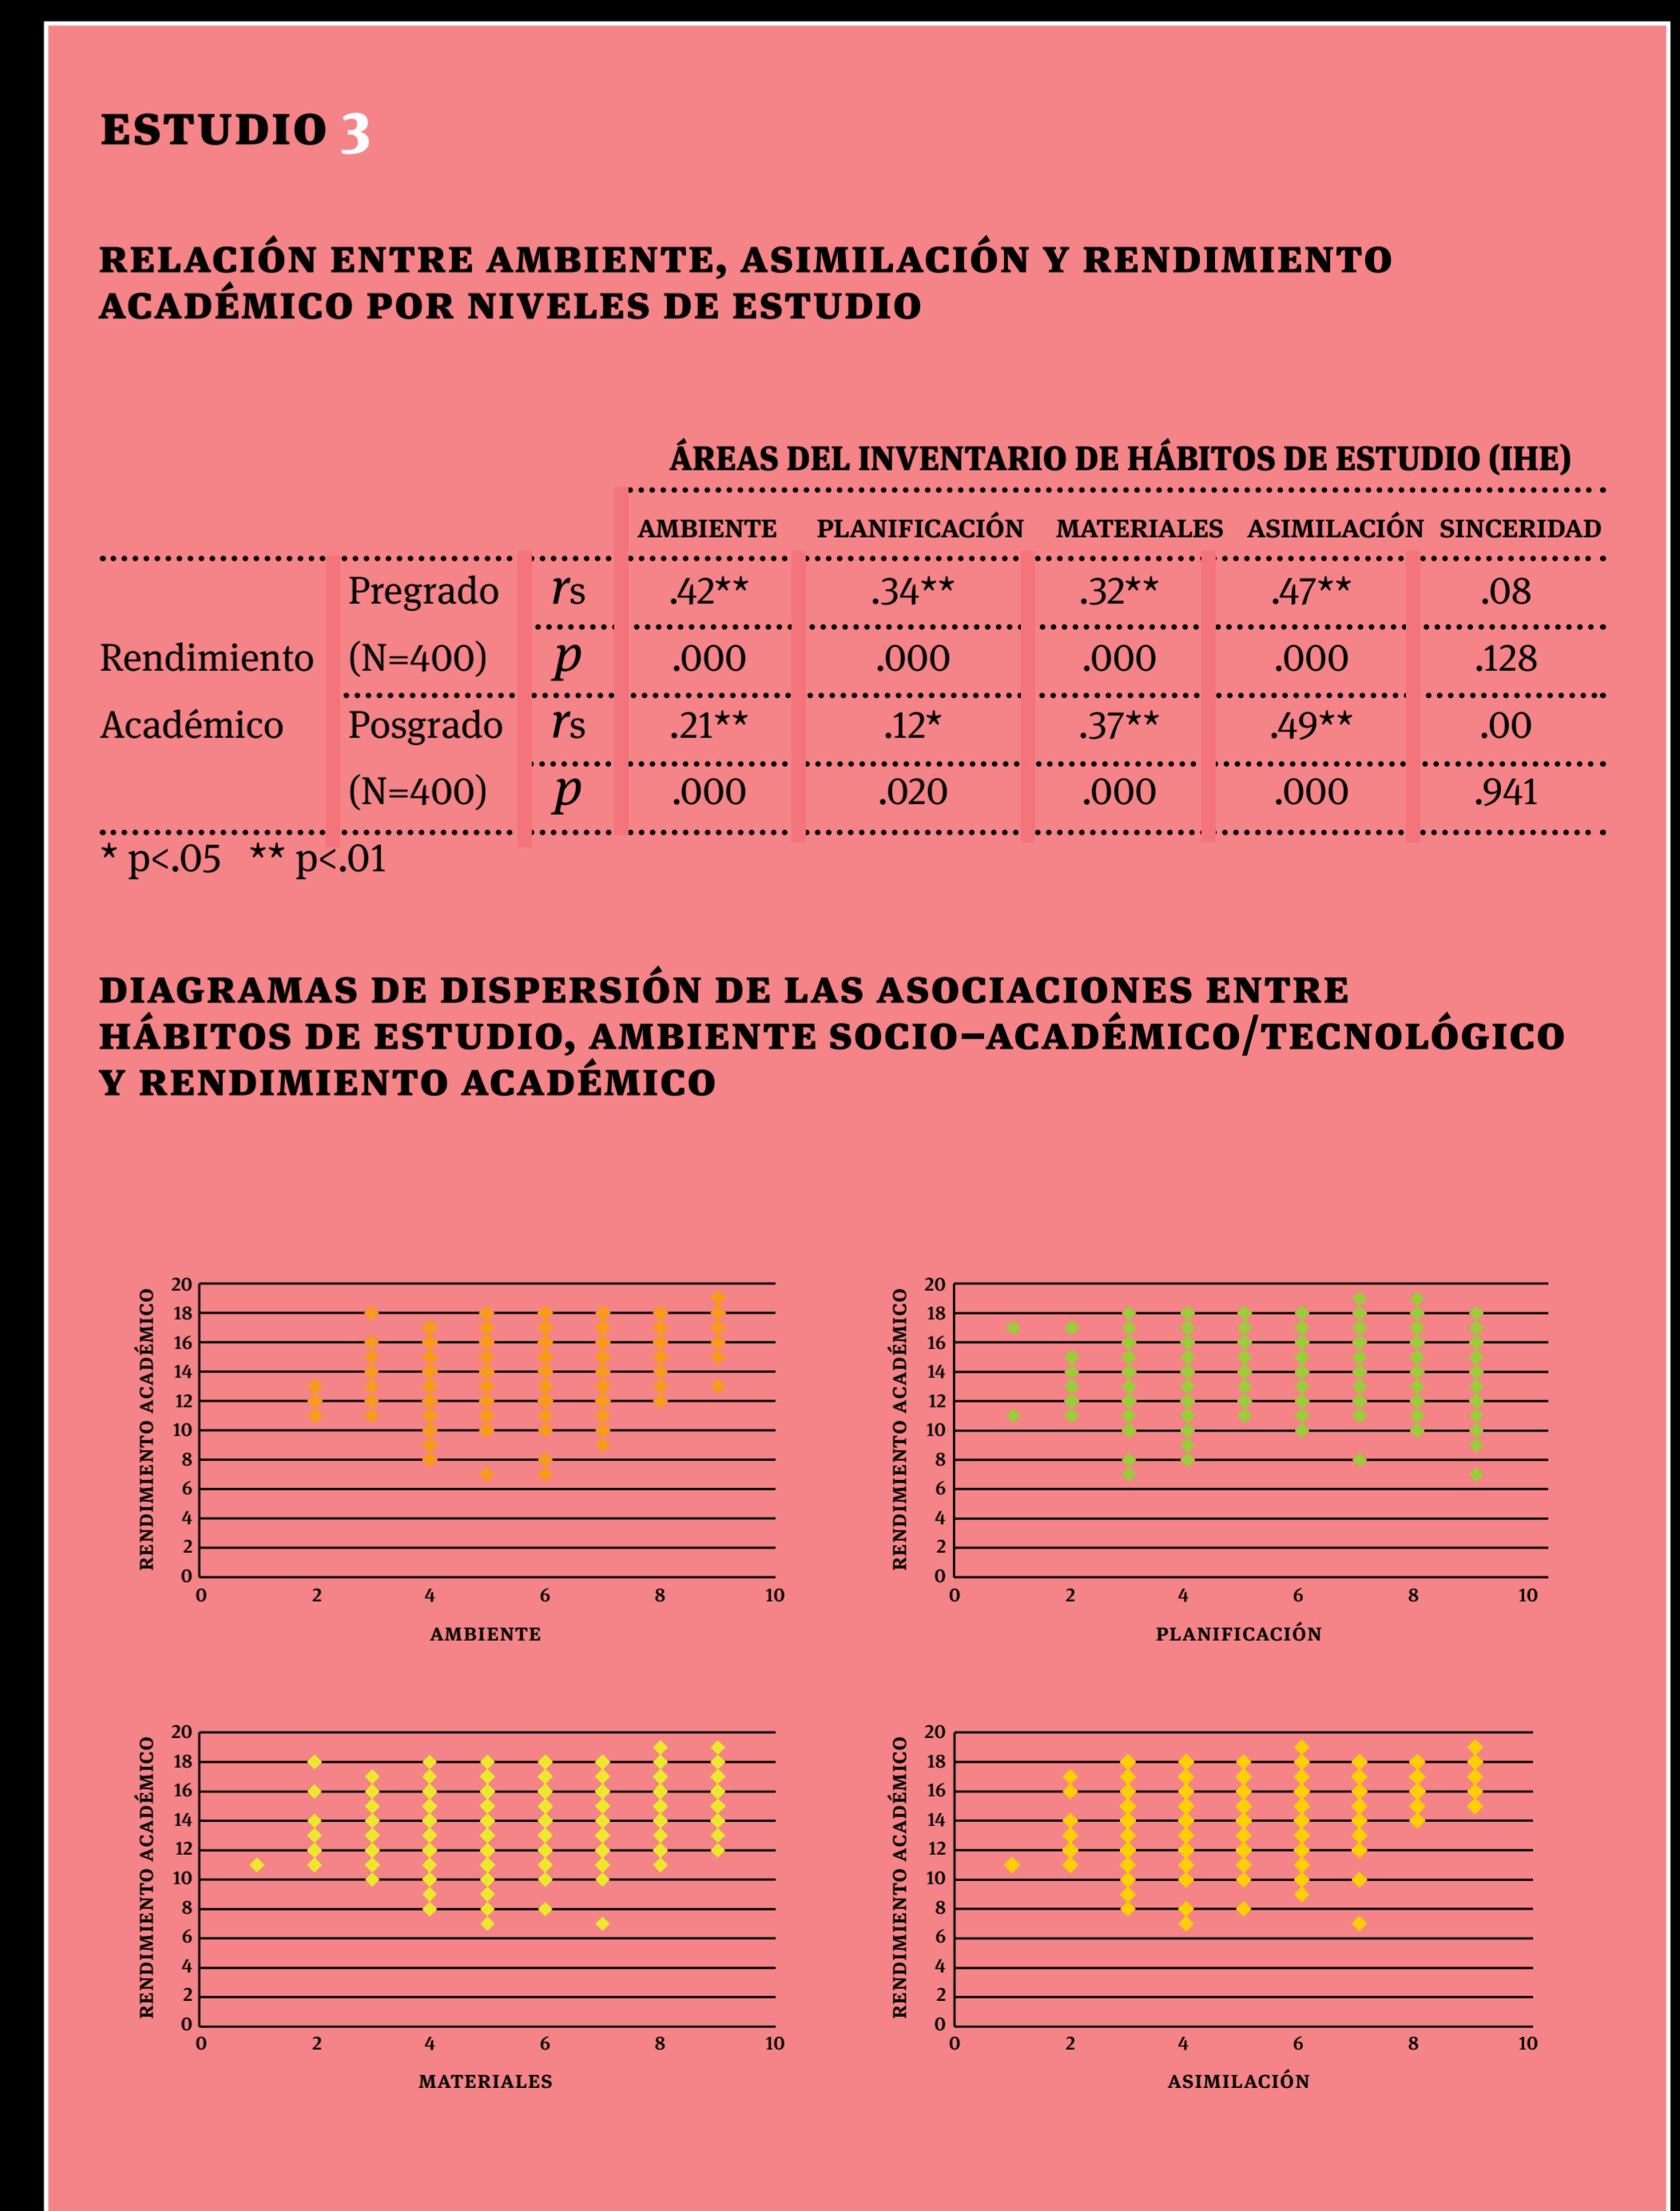 ESTUDIO 3
RELACIÓN ENTRE AMBIENTE, ASIMILACIÓN Y RENDIMIENTO
ACADÉMICO POR NIVELES DE ESTUDIO
ÁREAS DEL INVENTARIO DE HÁBITOS DE ESTUDIO (IHE)
AMBIENTE PLANIFICACIÓN MATERIALES ASIMILACIÓN SINCERIDAD
Pregrado rs .42** .34** .32** .47** .08
Rendimiento (N=400) p .000 .000 .000 .000 .128
Académico Posgrado rs .21** .12* .37** .49** .00
(N=400) p .000 .020 .000 .000 .941
* p<.05 ** p<.01
DIAGRAMAS DE DISPERSIÓN DE LAS ASOCIACIONES ENTRE
HÁBITOS DE ESTUDIO, AMBIENTE SOCIO–ACADÉMICO/TECNOLÓGICO
Y RENDIMIENTO ACADÉMICO
RENDIMIENTO ACADÉMICO
20
18
16
14
12
10
8
6
4
2
0
0 2 4 6 8 10
AMBIENTE
RENDIMIENTO ACADÉMICO
20
18
16
14
12
10
8
6
4
2
0
0 2 4 6 8 10
PLANIFICACIÓN
RENDIMIENTO ACADÉMICO
20
18
16
14
12
10
8
6
4
2
0
0 2 4 6 8 10
MATERIALES
RENDIMIENTO ACADÉMICO
20
18
16
14
12
10
8
6
4
2
0
0 2 4 6 8 10
ASIMILACIÓN